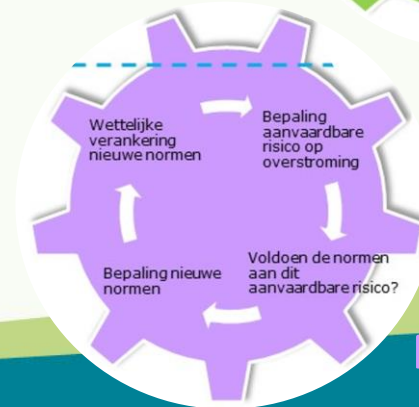 Bepaling
aanvaardbare
risico op
overstroming
Voldoen de normen
aan dit
aanvaardbare risico?
Bepaling nieuwe
normen
Wettelijke
verankering
nieuwe normen